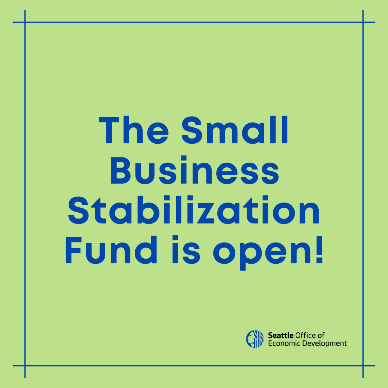 The Small
Business
Stabilization
Fund is open!
Seattle Office of
Economic Development